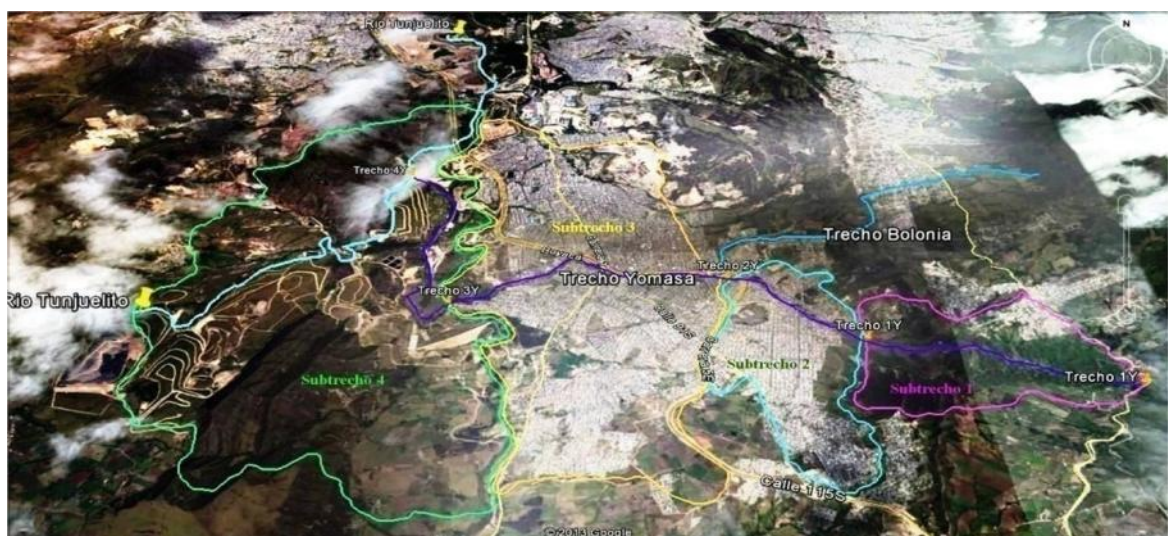 Rio Tunjuelito
N
Trecho 4Y
Trecho Bolonia
Subtrecho 3
Trecho 2Y
Trecho Yomasa
Trecho 3Y
Rio Tunjuelito
Trecho 1Y
Subtrecho 2
Trecho 1Y
Subtrecho 4
Subtrecho 1
Calle 115S
© 2013 Google